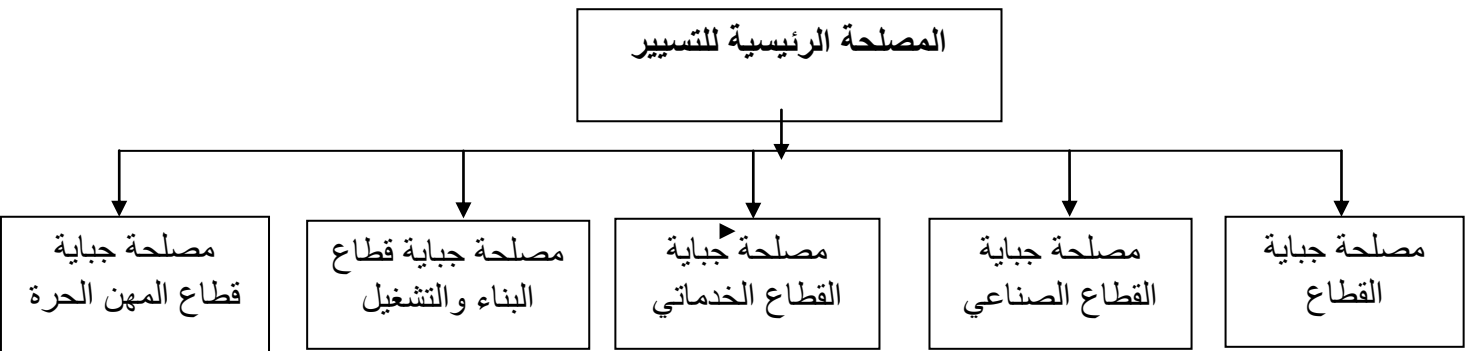 المصلحة الرئيسية للتسيير
مصلحة جباية
القطاع
مصلحة جباية
القطاع الصناعي
مصلحة جباية
القطاع الخدماتي
مصلحة جباية قطاع
البناء والتشغيل
مصلحة جباية
قطاع المهن الحرة